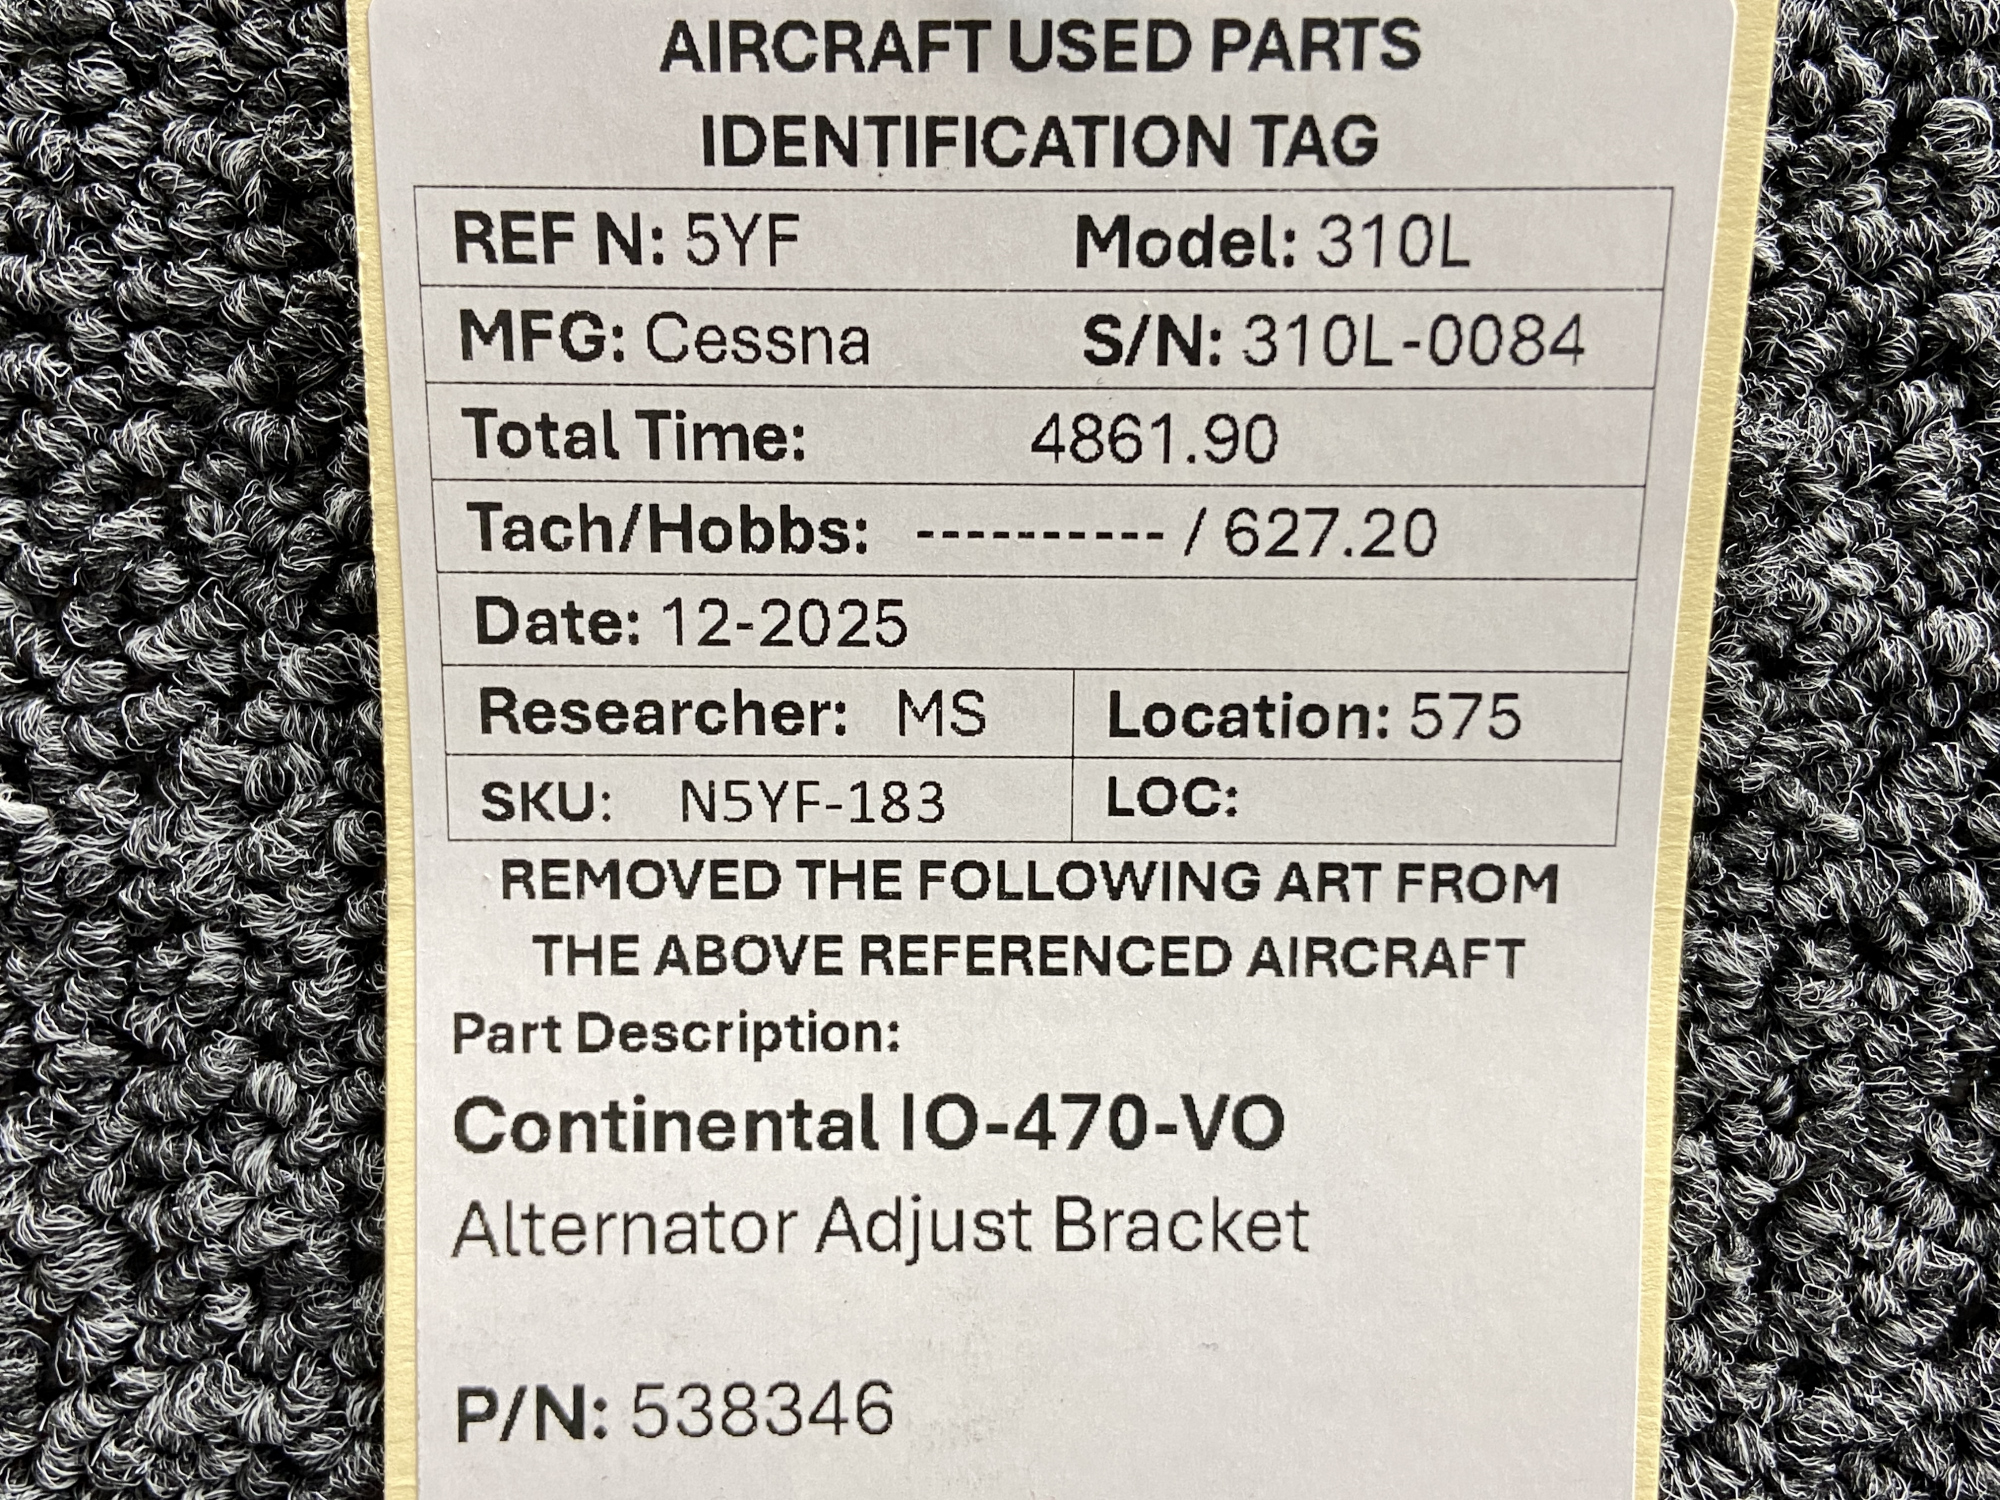 AIRCRAFT USED PARTS
IDENTIFICATION TAG
REF N: 5YF Model: 310L
MFG: Cessna S/N: 310L-0084
Total Time: 4861.90
Tach/Hobbs: ---------- / 627.20
Date: 12-2025
Researcher: MS Location: 575
SKU: N5YF-183 LOC:
REMOVED THE FOLLOWING ART FROM
THE ABOVE REFERENCED AIRCRAFT
Part Description:
Continental IO-470-VO
Alternator Adjust Bracket
P/N: 538346